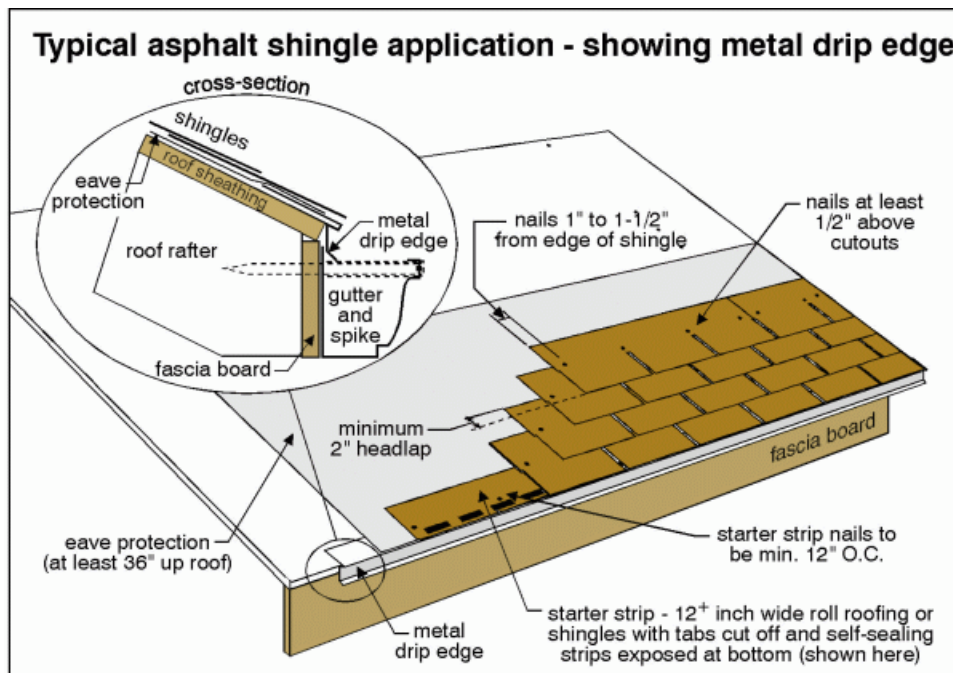 Typical asphalt shingle application - showing metal drip edge
cross-section
shingles
roof sheathing
eave
protection
metal
drip edge
roof rafter
gutter
and
spike
fascia board
nails 1" to 1-1/2"
from edge of shingle
nails at least
1/2" above
cutouts
minimum
2" headlap
fascia board
eave protection
(at least 36" up roof)
starter strip nails to
be min. 12" O.C.
metal
drip edge
starter strip - 12+ inch wide roll roofing or
shingles with tabs cut off and self-sealing
strips exposed at bottom (shown here)